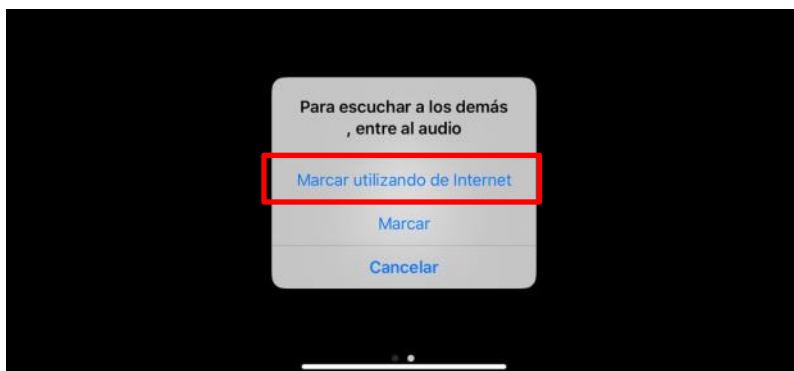 Para escuchar a los demás
, entre al audio
Marcar utilizando de Internet
Marcar
Cancelar